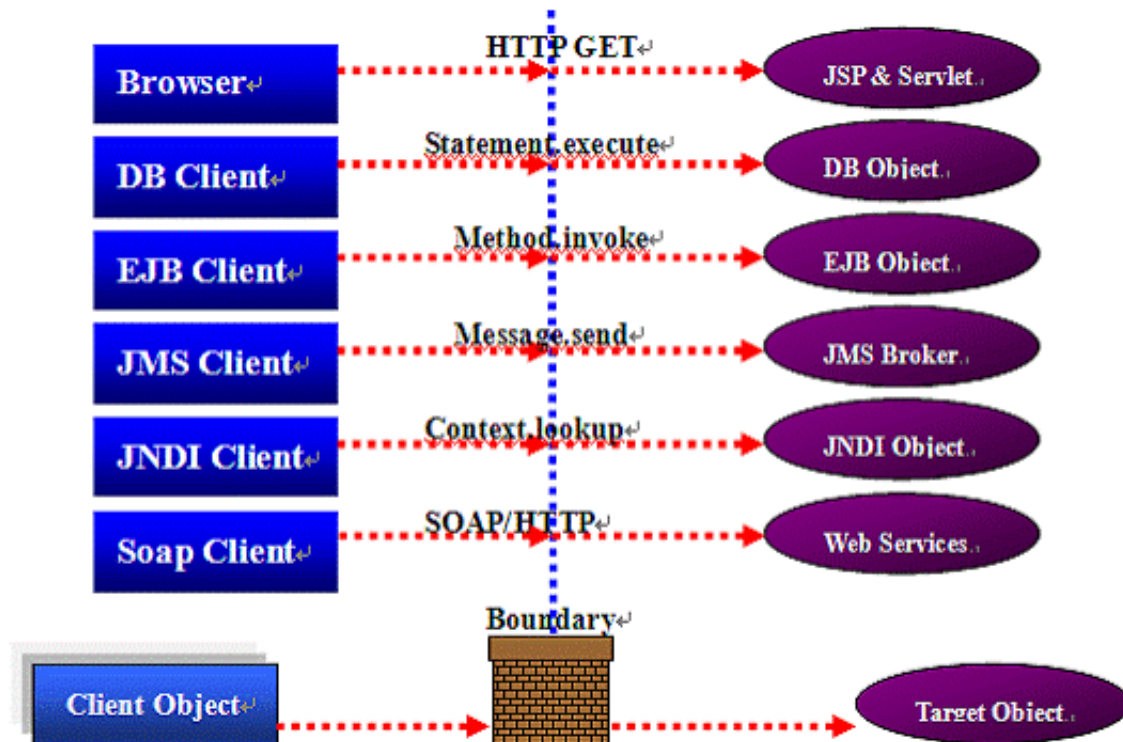 HTTP GET
Browser
JSP & Servlet
Statement.execute
DB Client
DB Object
Method.invoke
EJB Client
EJB Object
Message.send
JMS Client
JMS Broker
Context.lookup
JNDI Client
JNDI Object
SOAP/HTTP
Soap Client
Web Services
Boundary
Client Object
Target Object